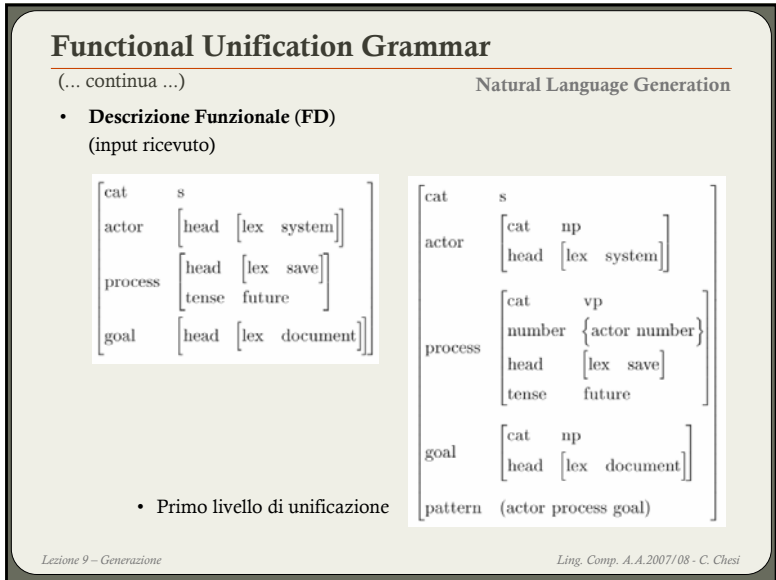 Functional Unification Grammar
(... continua ...)
Natural Language Generation
• Descrizione Funzionale (FD)
(input ricevuto)
cat s
actor [head [lex system]]
process [head [lex save]
tense future]
goal [head [lex document]]
cat s
actor [cat np
head [lex system]]
process [cat vp
number {actor number}
head [lex save]
tense future]
goal [cat np
head [lex document]]
pattern (actor process goal)
• Primo livello di unificazione
Lezione 9 – Generazione
Ling. Comp. A.A.2007/08 - C. Chesi